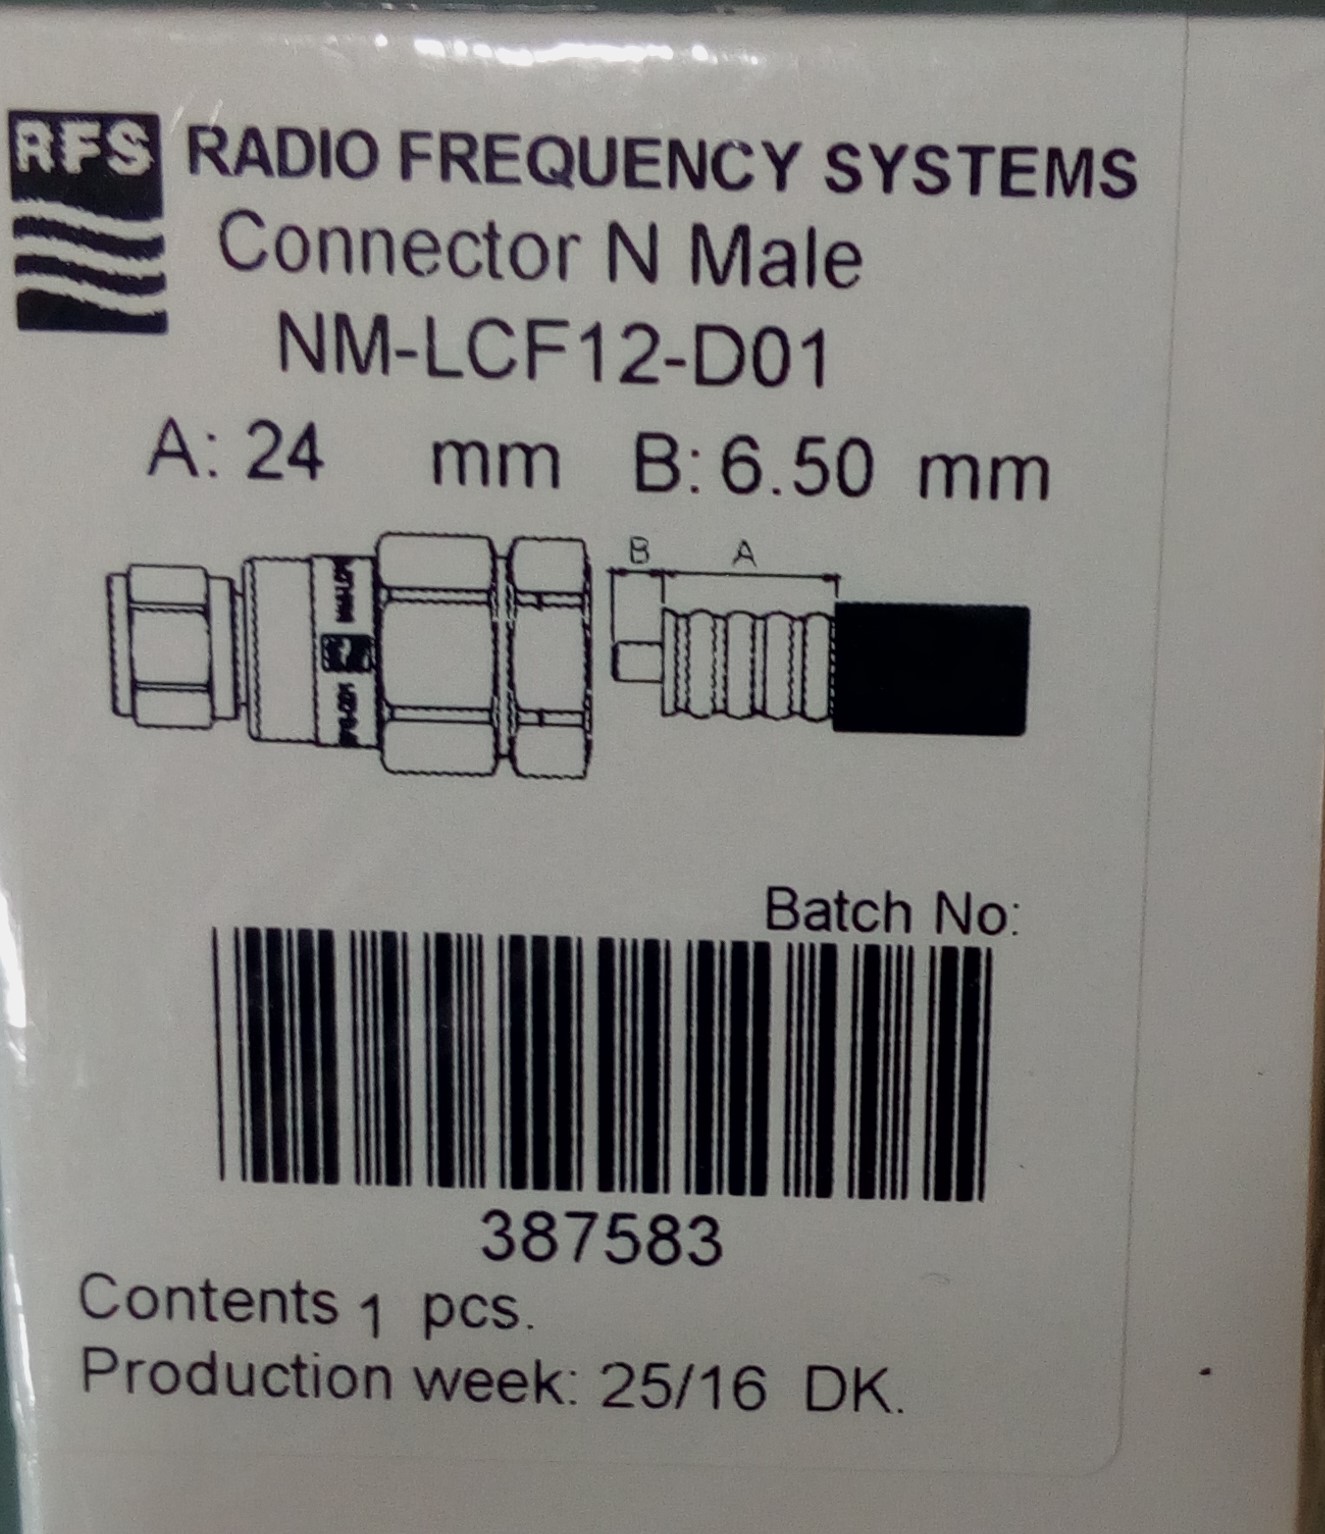 RFS RADIO FREQUENCY SYSTEMS
Connector N Male
NM-LCF12-D01
A: 24 mm B: 6.50 mm
B A
Batch No:
387583
Contents 1 pcs.
Production week: 25/16 DK.